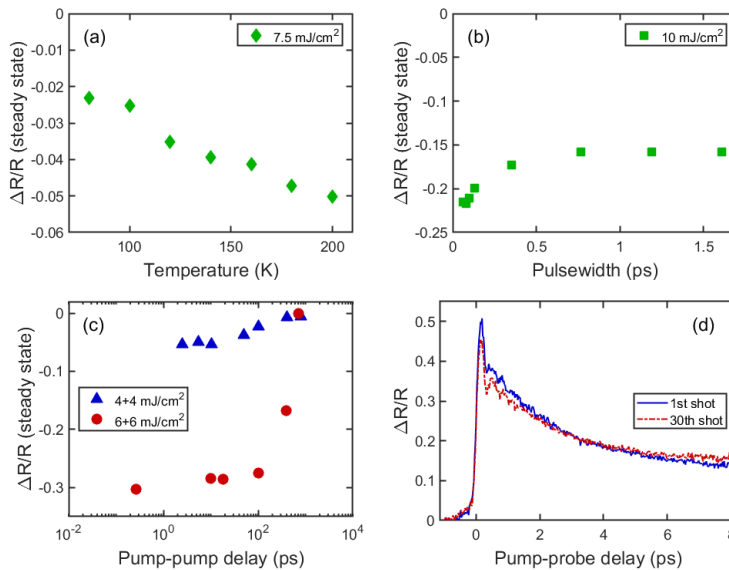 (a)
7.5 mJ/cm²
0
-0.01
-0.02
-0.03
-0.04
-0.05
-0.06
ΔR/R (steady state)
100
150
200
Temperature (K)
(b)
10 mJ/cm²
0
-0.05
-0.1
-0.15
-0.2
-0.25
ΔR/R (steady state)
0
0.5
1
1.5
Pulsewidth (ps)
(c)
4+4 mJ/cm²
6+6 mJ/cm²
0
-0.1
-0.2
-0.3
ΔR/R (steady state)
10⁻²
10⁰
10²
10⁴
Pump-pump delay (ps)
(d)
1st shot
30th shot
0.5
0.4
0.3
0.2
0.1
0
ΔR/R
0
2
4
6
8
Pump-probe delay (ps)